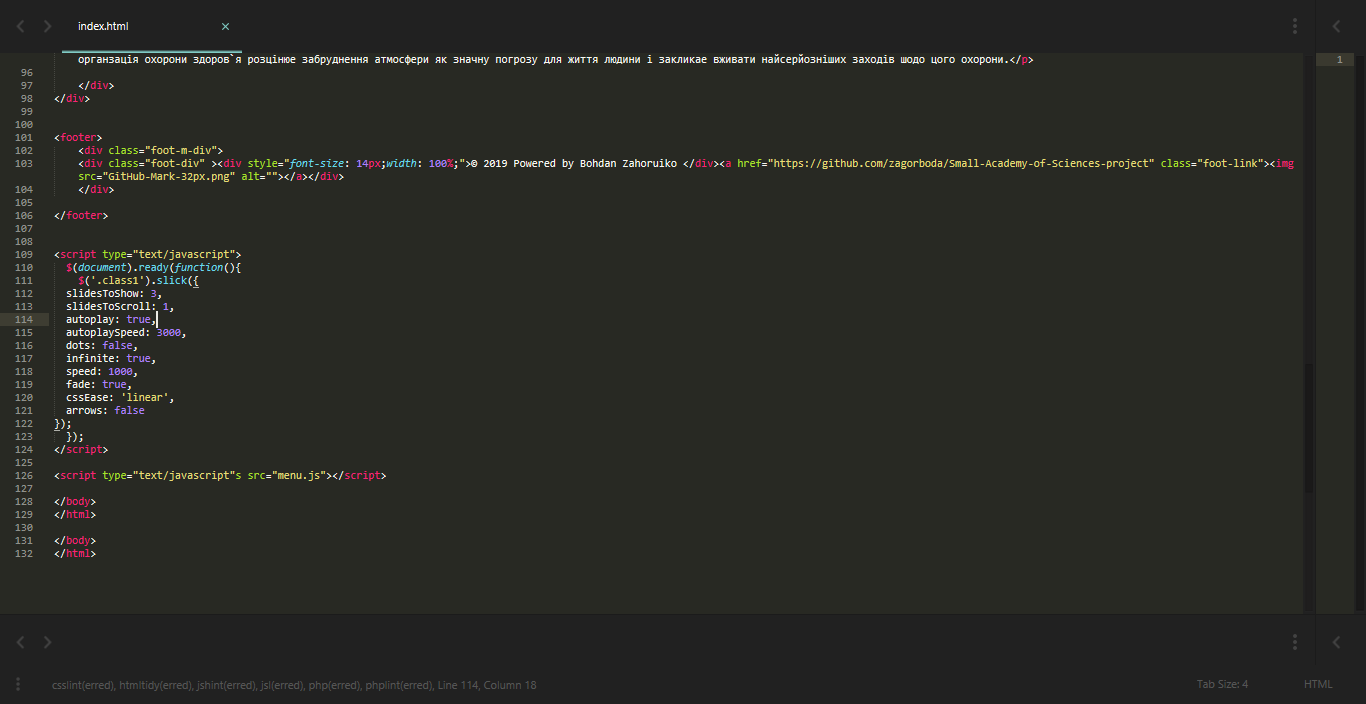 index.html ×
органзація охорони здоров`я розцінює забруднення атмосфери як значну погрозу для життя людини і закликає вживати найсерйозніших заходів шодо цого охорони.</p> 1
96
97 </div>
98 </div>
99
100
101 <footer>
102 <div class="foot-m-div">
103 <div class="foot-div" ><div style="font-size: 14px;width: 100%;">© 2019 Powered by Bohdan Zahoruiko </div><a href="https://github.com/zagorboda/Small-Academy-of-Sciences-project" class="foot-link"><img
src="GitHub-Mark-32px.png" alt=""></a></div>
104 </div>
105
106 </footer>
107
108
109 <script type="text/javascript">
110 $(document).ready(function(){
111 $('.class1').slick({
112 slidesToShow: 3,
113 slidesToScroll: 1,
114 autoplay: true,
115 autoplaySpeed: 3000,
116 dots: false,
117 infinite: true,
118 speed: 1000,
119 fade: true,
120 cssEase: 'linear',
121 arrows: false
122 });
123 });
124 </script>
125
126 <script type="text/javascript"s src="menu.js"></script>
127
128 </body>
129 </html>
130
131 </body>
132 </html>
csslint(erred), htmltidy(erred), jshint(erred), jsl(erred), php(erred), phplint(erred), Line 114, Column 18 Tab Size: 4 HTML